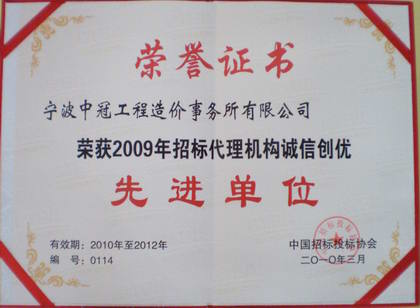 荣誉证书
宁波中冠工程造价事务所有限公司
荣获2009年招标代理机构诚信创优
先进单位
有效期：2010年至2012年
编 号：0114
中国招标投标协会
二〇一〇年三月